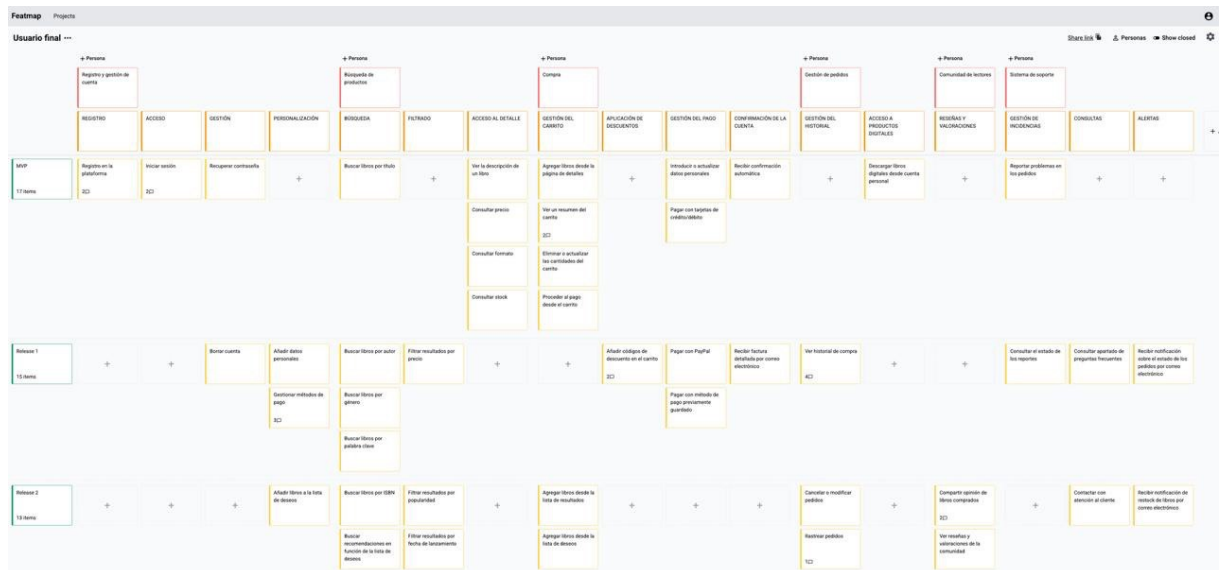 Featmap Projects
Usuario final ···
Share link Personas Show closed
+ Persona + Persona + Persona + Persona + Persona + Persona
Registro y gestión de
cuenta
Búsqueda de
productos
Compra
Gestión de pedidos
Comunidad de lectores
Sistema de soporte
REGISTRO
ACCESO
GESTIÓN
PERSONALIZACIÓN
BÚSQUEDA
FILTRADO
ACCESO AL DETALLE
GESTIÓN DEL
CARRITO
APLICACIÓN DE
DESCUENTOS
GESTIÓN DEL PAGO
CONFIRMACIÓN DE LA
CUENTA
GESTIÓN DEL
HISTORIAL
ACCESO A
PRODUCTOS
DIGITALES
RESEÑAS Y
VALORACIONES
GESTIÓN DE
INCIDENCIAS
CONSULTAS
ALERTAS
MVP
17 items
Registro en la
plataforma
Iniciar sesión
Recuperar contraseña
Buscar libros por título
Ver la descripción de
un libro
Agregar libros desde la
página de detalles
Introducir o actualizar
datos personales
Recibir confirmación
automática
Descargar libros
digitales desde cuenta
personal
Reportar problemas en
los pedidos
Consultar precio
Ver un resumen del
carrito
Pagar con tarjetas de
crédito/débito
Consultar formato
Eliminar o actualizar
las cantidades del
carrito
Consultar stock
Proceder al pago
desde el carrito
Release 1
15 items
Borrar cuenta
Añadir datos
personales
Buscar libros por autor
Filtrar resultados por
precio
Añadir códigos de
descuento en el carrito
Pagar con PayPal
Recibir factura
detallada por correo
electrónico
Ver historial de compra
Consultar el estado de
los reportes
Consultar apartado de
preguntas frecuentes
Recibir notificación
sobre el estado de los
pedidos por correo
electrónico
Gestionar métodos de
pago
Buscar libros por
género
Pagar con método de
pago previamente
guardado
Buscar libros por
palabra clave
Release 2
13 items
Añadir libros a la lista
de deseos
Buscar libros por ISBN
Filtrar resultados por
popularidad
Agregar libros desde la
lista de resultados
Cancelar o modificar
pedidos
Compartir opinión de
libros comprados
Contactar con
atención al cliente
Recibir notificación de
restock de libros por
correo electrónico
Buscar
recomendaciones en
función de la lista de
deseos
Filtrar resultados por
fecha de lanzamiento
Agregar libros desde la
lista de deseos
Rastrear pedidos
Ver reseñas y
valoraciones de la
comunidad